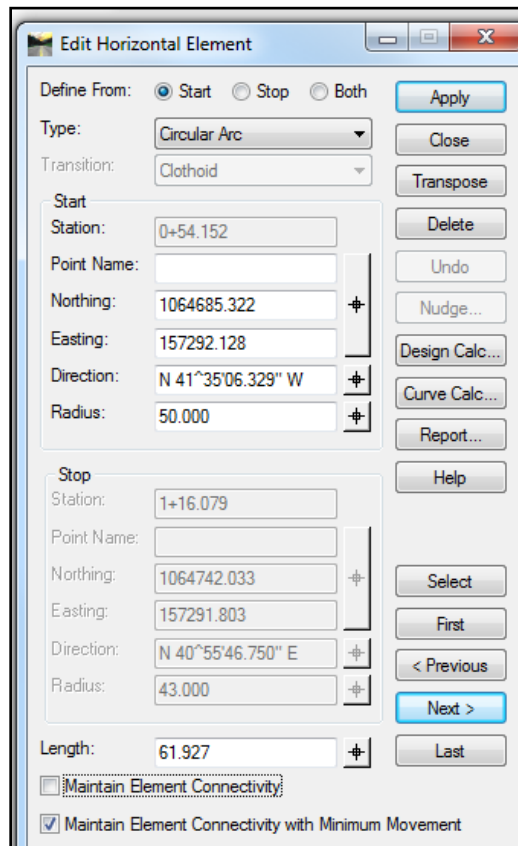 Edit Horizontal Element
Define From: Start Stop Both
Type: Circular Arc
Transition: Clothoid
Start
Station: 0+54.152
Point Name:
Northing: 1064685.322
Easting: 157292.128
Direction: N 41^35'06.329" W
Radius: 50.000
Stop
Station: 1+16.079
Point Name:
Northing: 1064742.033
Easting: 157291.803
Direction: N 40^55'46.750" E
Radius: 43.000
Length: 61.927
Maintain Element Connectivity
Maintain Element Connectivity with Minimum Movement
Apply
Close
Transpose
Delete
Undo
Nudge...
Design Calc...
Curve Calc...
Report...
Help
Select
First
< Previous
Next >
Last